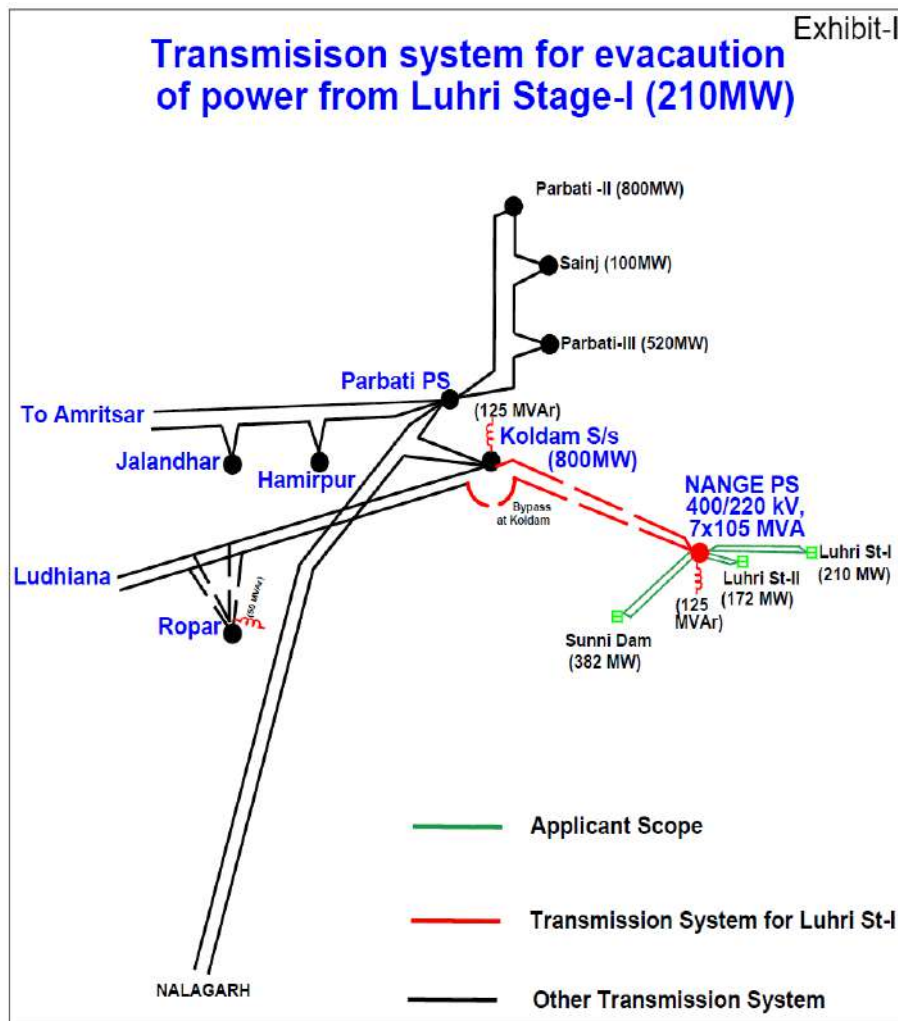 Exhibit-I
Transmisison system for evacaution
of power from Luhri Stage-I (210MW)
Parbati -II (800MW)
Sainj (100MW)
Parbati-III (520MW)
Parbati PS
(125 MVAr)
To Amritsar
Koldam S/s
(800MW)
Jalandhar
Hamirpur
NANGE PS
400/220 kV,
7x105 MVA
Bypass
at Koldam
Luhri St-I
(210 MW)
Luhri St-II
(172 MW)
Ludhiana
(50 MVAr)
(125
MVAr)
Ropar
Sunni Dam
(382 MW)
Applicant Scope
Transmission System for Luhri St-I
NALAGARH
Other Transmission System